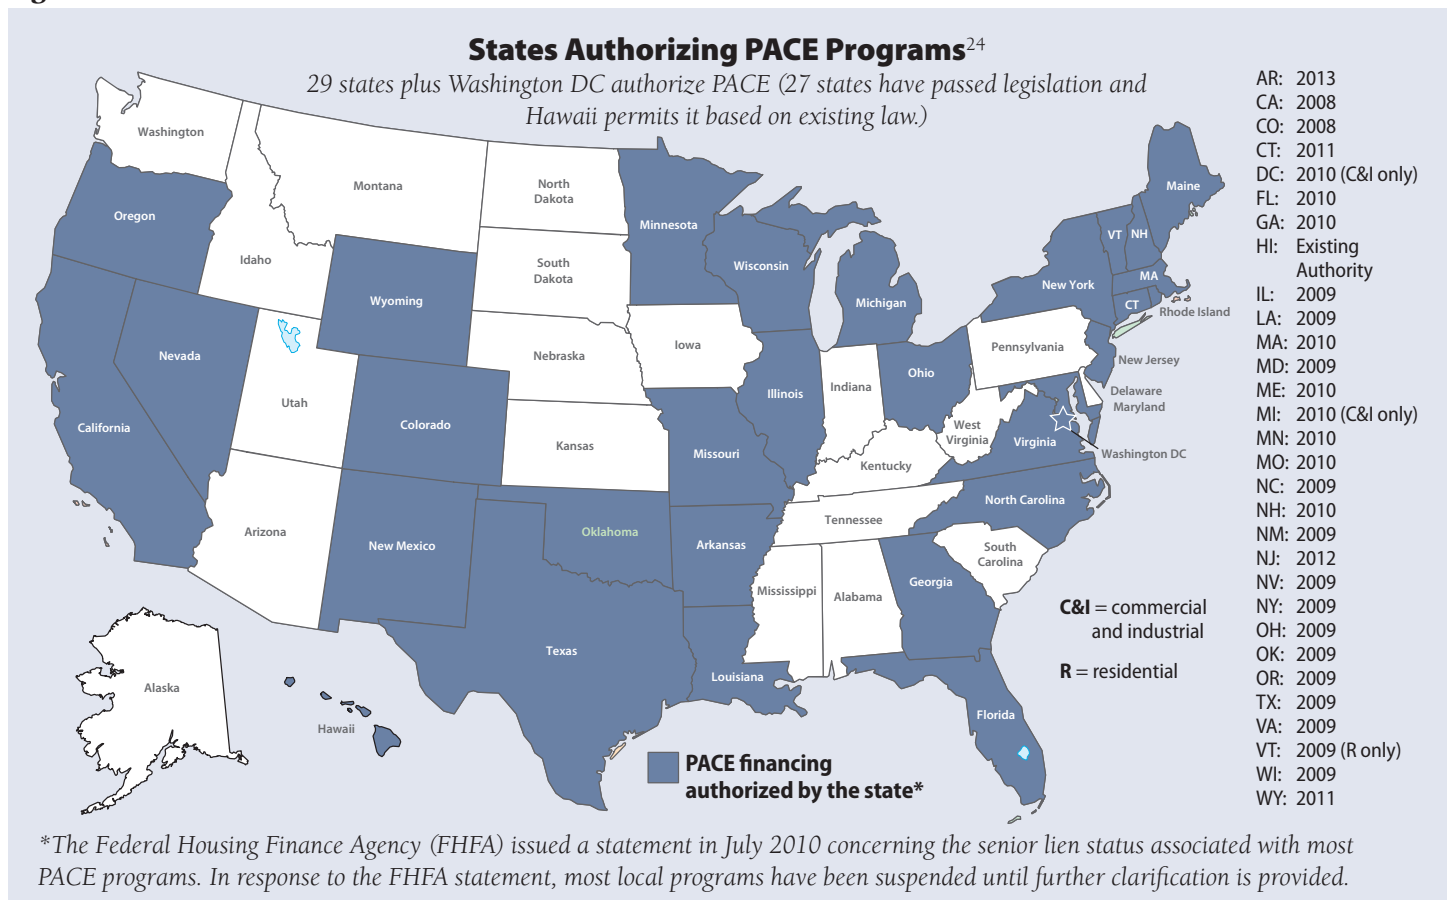 States Authorizing PACE Programs24
29 states plus Washington DC authorize PACE (27 states have passed legislation and
Hawaii permits it based on existing law.)
Washington
Oregon
Idaho
Montana
North
Dakota
South
Dakota
Minnesota
Wisconsin
Michigan
Wyoming
Nebraska
Iowa
Nevada
Utah
California
Colorado
Kansas
Missouri
Illinois
Indiana
Ohio
Pennsylvania
New York
VT
NH
Maine
MA
CT
Rhode Island
New Jersey
Delaware
Maryland
Washington DC
West
Virginia
Virginia
Kentucky
Tennessee
North Carolina
South
Carolina
Arizona
New Mexico
Oklahoma
Arkansas
Texas
Louisiana
Mississippi
Alabama
Georgia
Florida
Alaska
Hawaii
AR: 2013
CA: 2008
CO: 2008
CT: 2011
DC: 2010 (C&I only)
FL: 2010
GA: 2010
HI: Existing
Authority
IL: 2009
LA: 2009
MA: 2010
MD: 2009
ME: 2010
MI: 2010 (C&I only)
MN: 2010
MO: 2010
NC: 2009
NH: 2010
NM: 2009
NJ: 2012
NV: 2009
NY: 2009
OH: 2009
OK: 2009
OR: 2009
TX: 2009
VA: 2009
VT: 2009 (R only)
WI: 2009
WY: 2011
C&I = commercial
and industrial
R = residential
PACE financing
authorized by the state*
*The Federal Housing Finance Agency (FHFA) issued a statement in July 2010 concerning the senior lien status associated with most
PACE programs. In response to the FHFA statement, most local programs have been suspended until further clarification is provided.